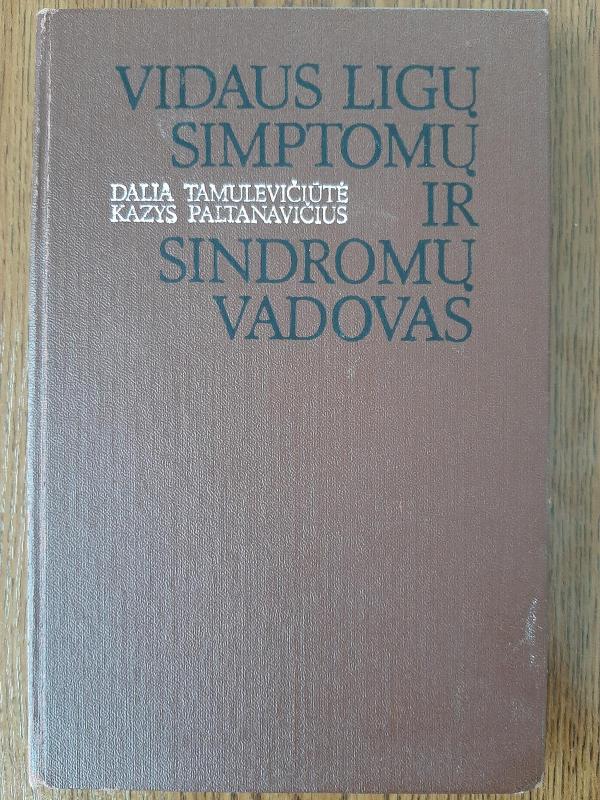 VIDAUS LIGŲ
SIMPTOMŲ
DALIA TAMULEVIČIŪTĖ
KAZYS PALTANAVIČIUS
IR
SINDROMŲ
VADOVAS